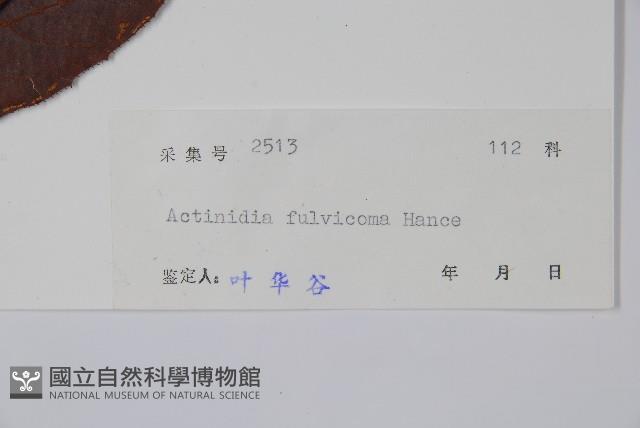 采集号 2513 112 科
Actinidia fulvicoma Hance
鉴定人: 叶华谷 年 月 日
國立自然科學博物館
NATIONAL MUSEUM OF NATURAL SCIENCE